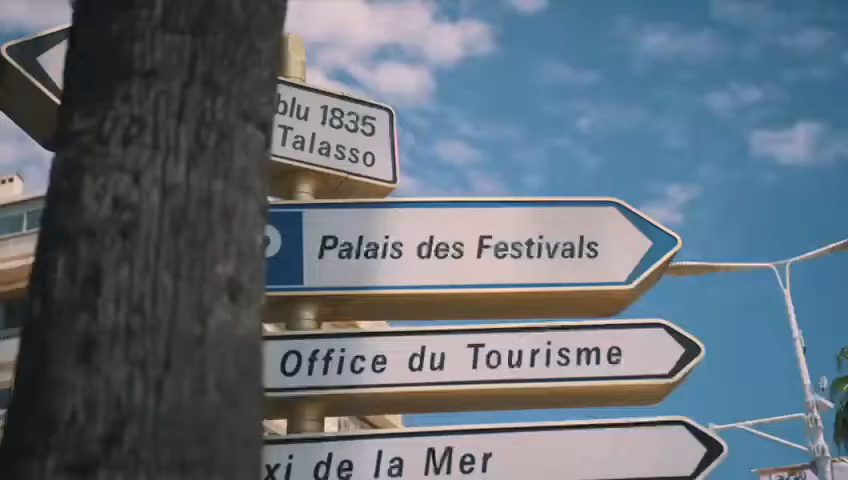 blu 1835
Talasso
Palais des Festivals
Office du Tourisme
xi de la Mer